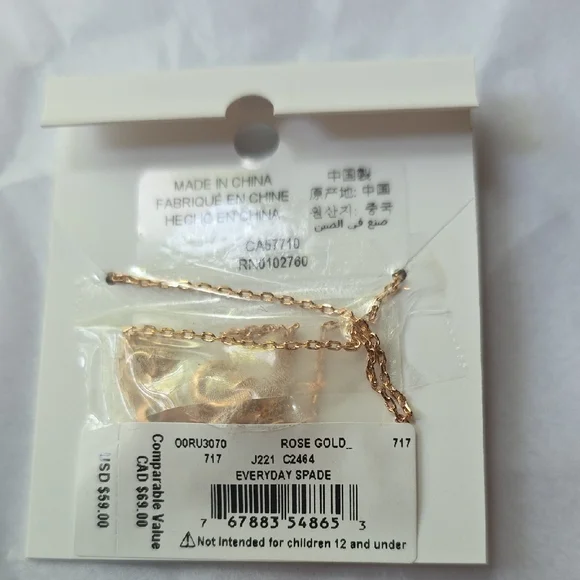 MADE IN CHINA
FABRIQUÉ EN CHINE
HECHO EN CHINA
中国製
原产地: 中国
원산지: 중국
صنع في الصين
CA57710
RN0102760
O0RU3070 ROSE GOLD_ 717
717 J221 C2464
EVERYDAY SPADE
7 67883 54865 3
Not Intended for children 12 and under
Comparable Value
CAD $69.00
USD $59.00